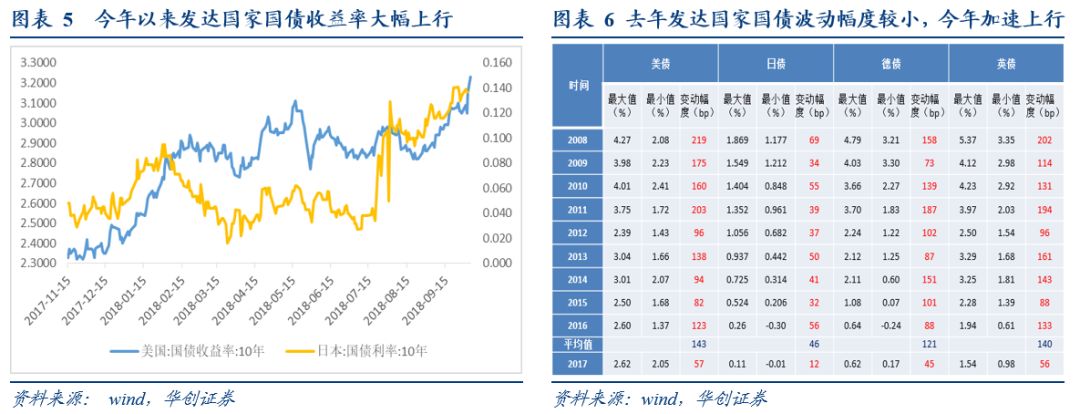 图表 5 今年以来发达国家国债收益率大幅上行
3.3000
3.2000
3.1000
3.0000
2.9000
2.8000
2.7000
2.6000
2.5000
2.4000
2.3000
0.160
0.140
0.120
0.100
0.080
0.060
0.040
0.020
0.000
2017-11-15
2017-12-15
2018-01-15
2018-02-15
2018-03-15
2018-04-15
2018-05-15
2018-06-15
2018-07-15
2018-08-15
2018-09-15
美国:国债收益率:10年 日本:国债利率:10年
资料来源: wind，华创证券
图表 6 去年发达国家国债波动幅度较小，今年加速上行
时间 美债 日债 德债 英债
最大值（%） 最小值（%） 变动幅度（bp） 最大值（%） 最小值（%） 变动幅度（bp） 最大值（%） 最小值（%） 变动幅度（bp） 最大值（%） 最小值（%） 变动幅度（bp）
2008 4.27 2.08 219 1.869 1.177 69 4.79 3.21 158 5.37 3.35 202
2009 3.98 2.23 175 1.549 1.212 34 4.03 3.30 73 4.12 2.98 114
2010 4.01 2.41 160 1.404 0.848 55 3.66 2.27 139 4.23 2.92 131
2011 3.75 1.72 203 1.352 0.961 39 3.70 1.83 187 3.97 2.03 194
2012 2.39 1.43 96 1.056 0.682 37 2.24 1.22 102 2.50 1.54 96
2013 3.04 1.66 138 0.937 0.442 50 2.12 1.25 87 3.29 1.68 161
2014 3.01 2.07 94 0.725 0.314 41 2.11 0.60 151 3.25 1.81 143
2015 2.50 1.68 82 0.524 0.206 32 1.08 0.07 101 2.28 1.39 88
2016 2.60 1.37 123 0.26 -0.30 56 0.64 -0.24 88 1.94 0.61 133
平均值 143 46 121 140
2017 2.62 2.05 57 0.11 -0.01 12 0.62 0.17 45 1.54 0.98 56
资料来源：wind，华创证券